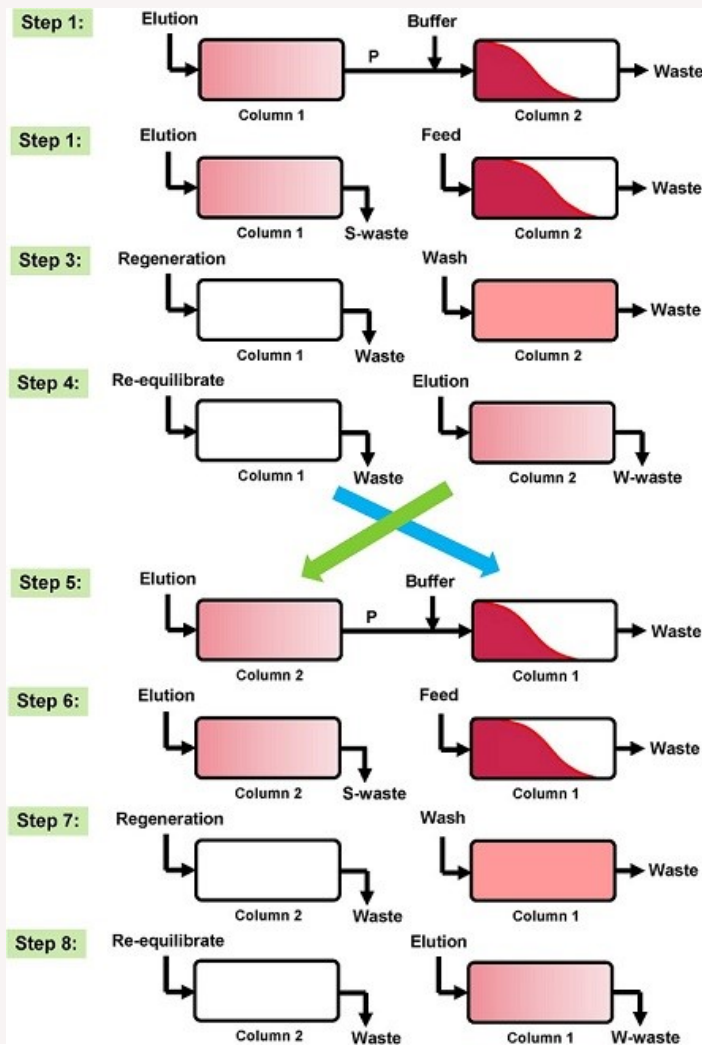 Step 1:
Elution
Buffer
P
Waste
Column 1
Column 2
Step 1:
Elution
Feed
Waste
Column 1
S-waste
Column 2
Step 3:
Regeneration
Wash
Waste
Column 1
Waste
Column 2
Step 4:
Re-equilibrate
Elution
Column 1
Waste
Column 2
W-waste
Step 5:
Elution
Buffer
P
Waste
Column 2
Column 1
Step 6:
Elution
Feed
Waste
Column 2
S-waste
Column 1
Step 7:
Regeneration
Wash
Waste
Column 2
Waste
Column 1
Step 8:
Re-equilibrate
Elution
Column 2
Waste
Column 1
W-waste